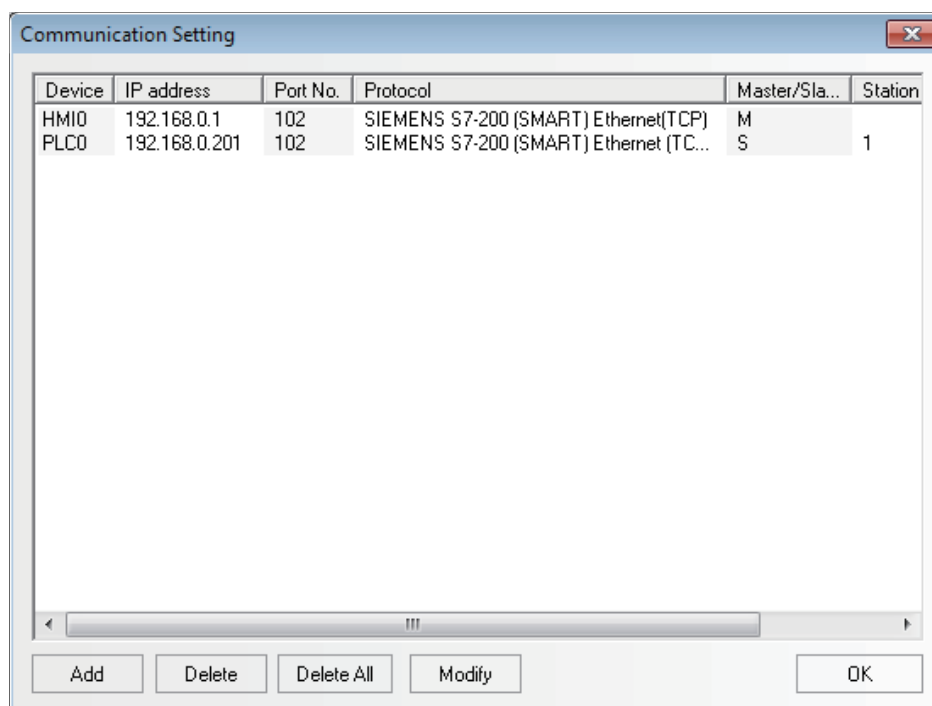 Communication Setting
Device IP address Port No. Protocol Master/Sla... Station
HMI0 192.168.0.1 102 SIEMENS S7-200 (SMART) Ethernet(TCP) M
PLC0 192.168.0.201 102 SIEMENS S7-200 (SMART) Ethernet (TC... S 1
Add Delete Delete All Modify OK